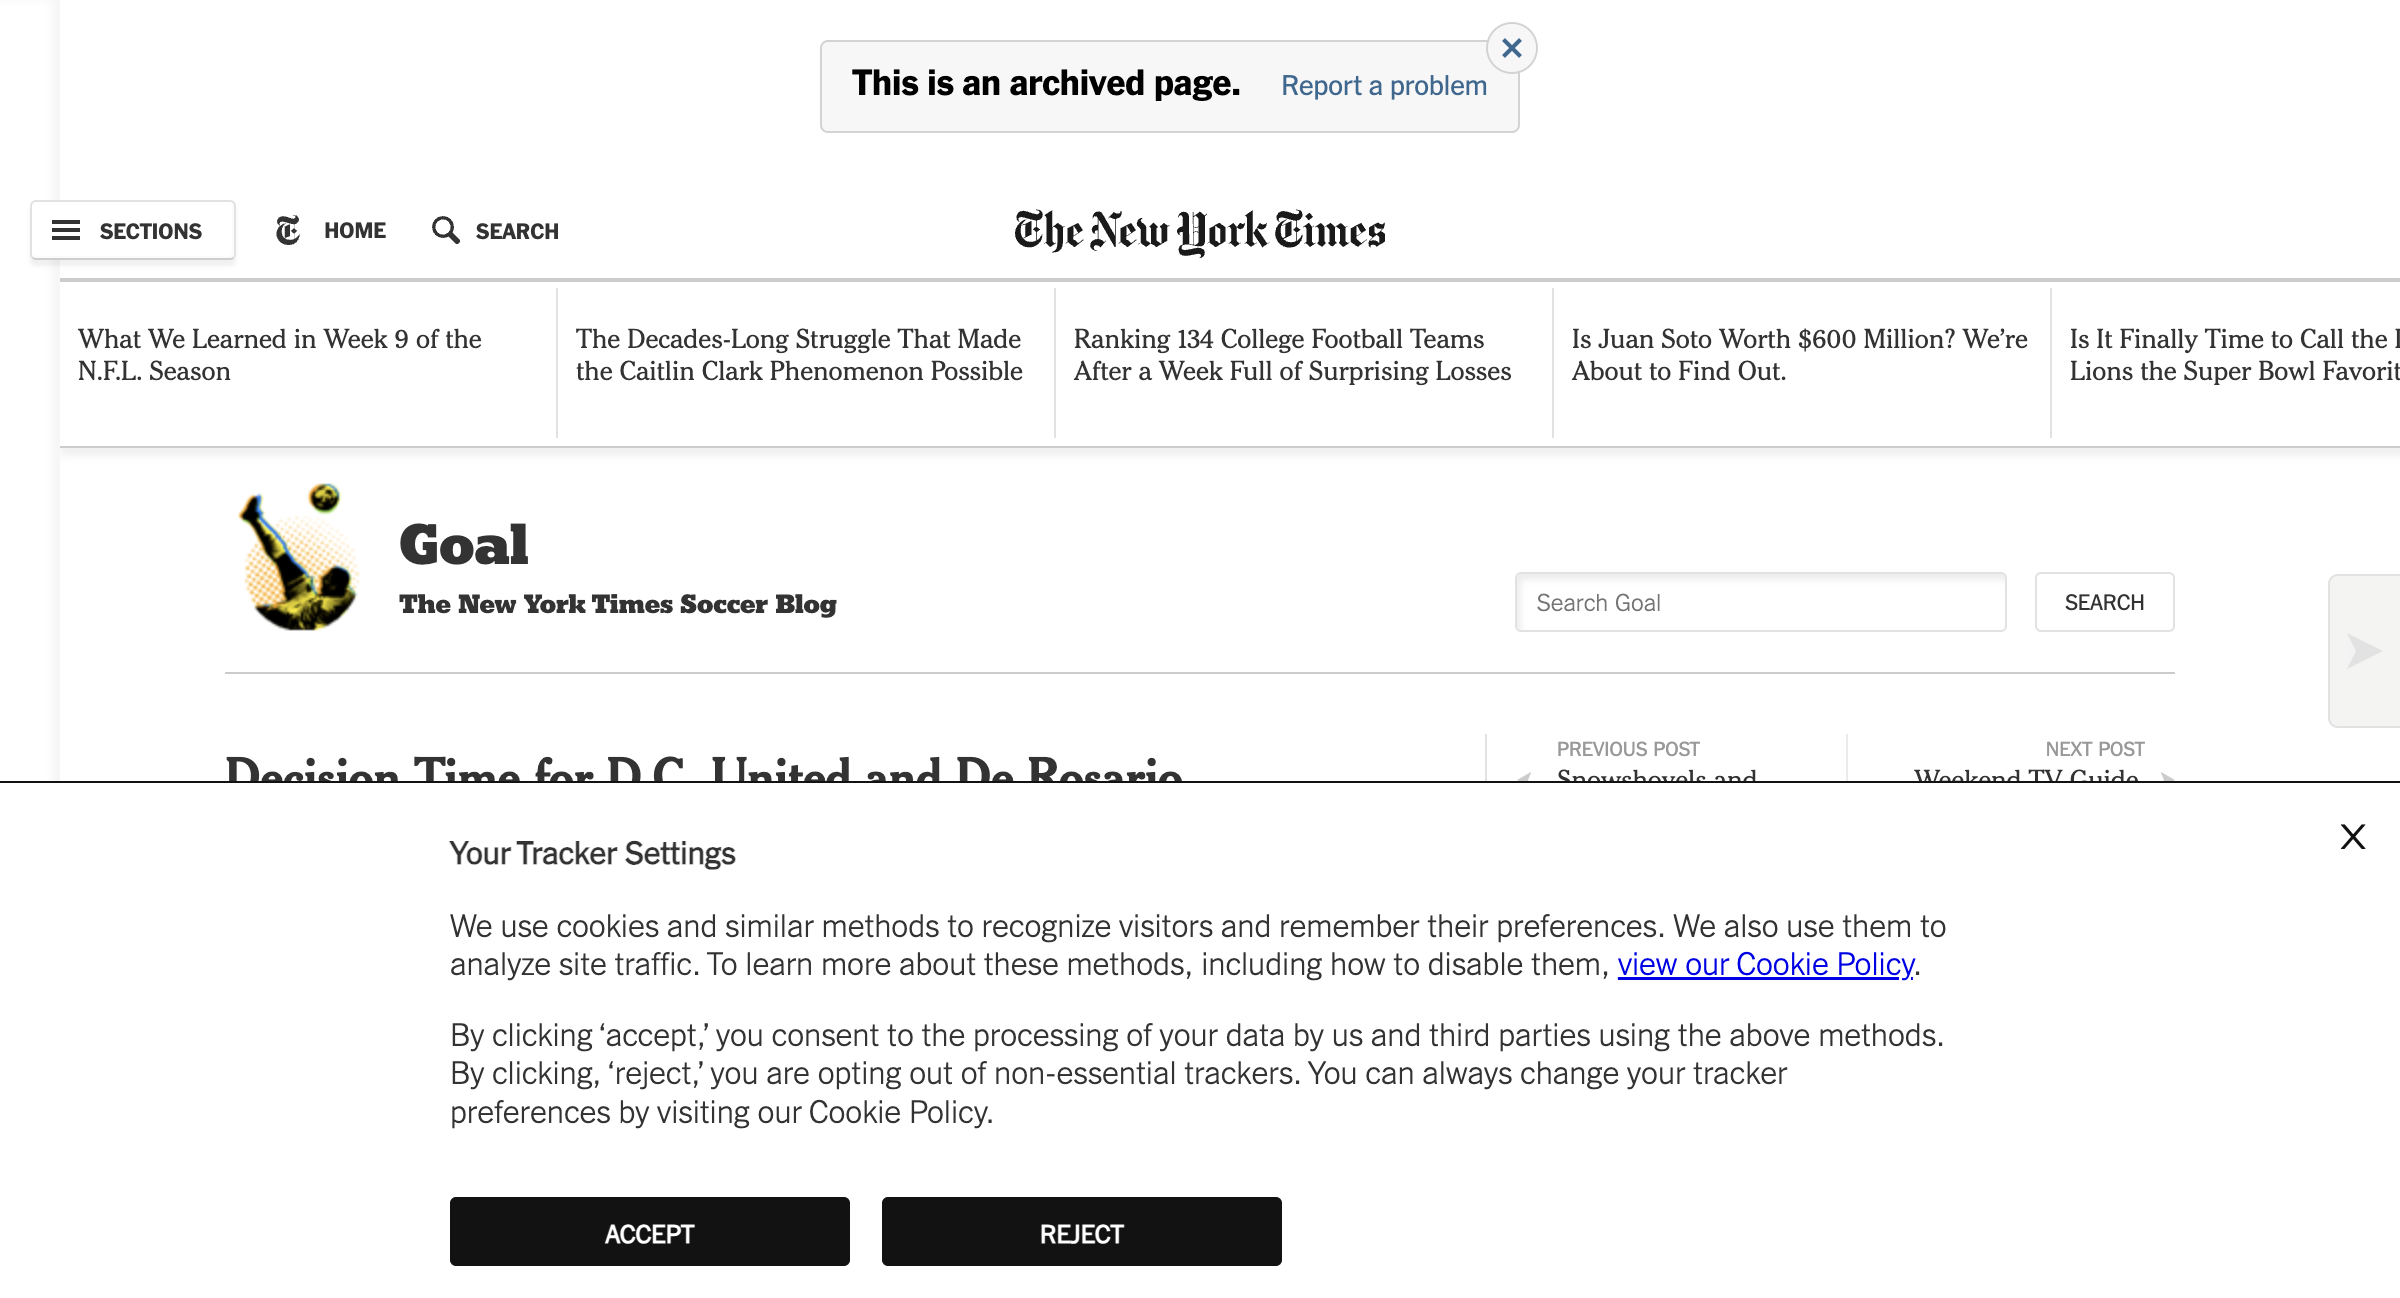 This is an archived page. Report a problem
SECTIONS HOME SEARCH
The New York Times
What We Learned in Week 9 of the
N.F.L. Season
The Decades-Long Struggle That Made
the Caitlin Clark Phenomenon Possible
Ranking 134 College Football Teams
After a Week Full of Surprising Losses
Is Juan Soto Worth $600 Million? We’re
About to Find Out.
Is It Finally Time to Call the
Lions the Super Bowl
Goal
The New York Times Soccer Blog
Search Goal
SEARCH
Decision Time for D.C. United and De Rosario
PREVIOUS POST
Snowshovels and
NEXT POST
Weekend TV Guide
Your Tracker Settings
X
We use cookies and similar methods to recognize visitors and remember their preferences. We also use them to
analyze site traffic. To learn more about these methods, including how to disable them, view our Cookie Policy.
By clicking ‘accept,’ you consent to the processing of your data by us and third parties using the above methods.
By clicking, ‘reject,’ you are opting out of non-essential trackers. You can always change your tracker
preferences by visiting our Cookie Policy.
ACCEPT
REJECT